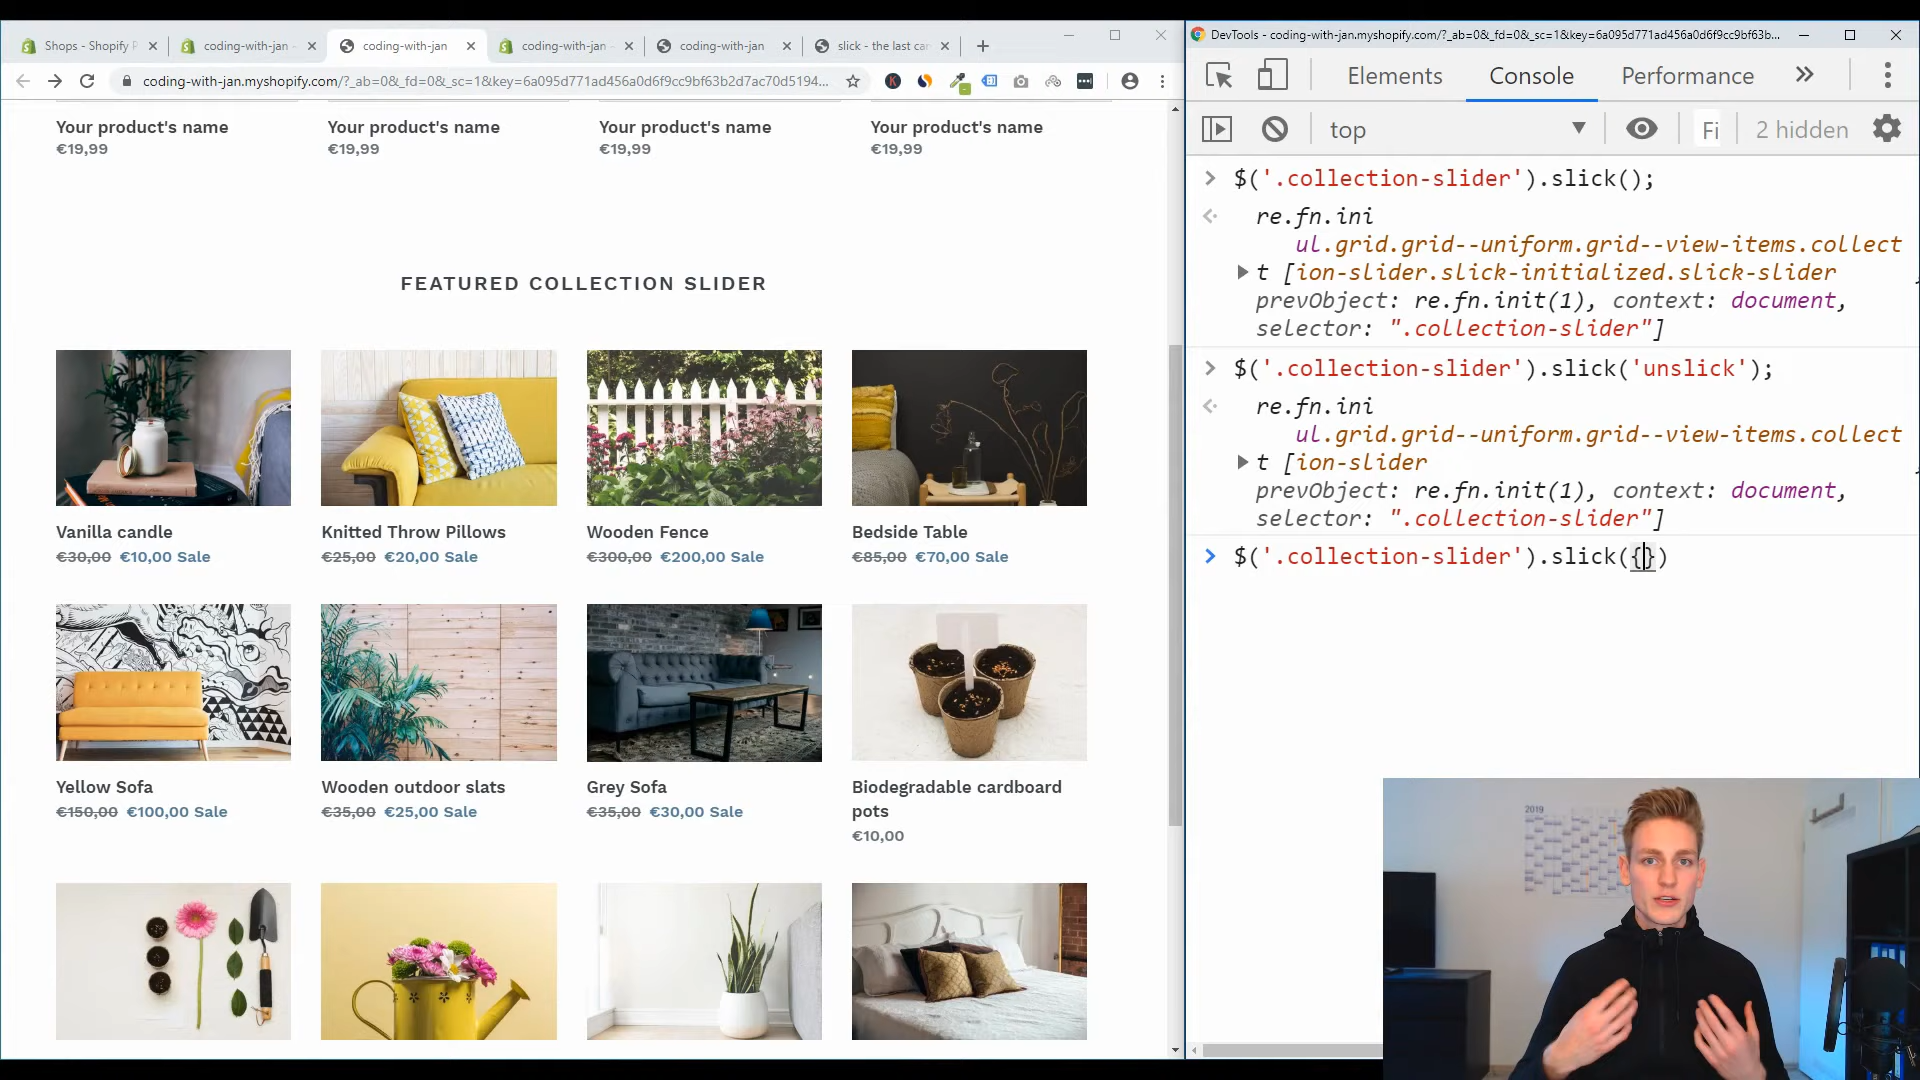 Shops - Shopify P
coding-with-jan -
coding-with-jan
coding-with-jan -
coding-with-jan
slick - the last car
coding-with-jan.myshopify.com/?_ab=0&_fd=0&_sc=1&key=6a095d771ad456a0d6f9cc9bf63b2d7ac70d5194...
Your product's name
€19,99
Your product's name
€19,99
Your product's name
€19,99
Your product's name
€19,99
FEATURED COLLECTION SLIDER
Vanilla candle
€30,00 €10,00 Sale
Knitted Throw Pillows
€25,00 €20,00 Sale
Wooden Fence
€300,00 €200,00 Sale
Bedside Table
€85,00 €70,00 Sale
Yellow Sofa
€150,00 €100,00 Sale
Wooden outdoor slats
€35,00 €25,00 Sale
Grey Sofa
€35,00 €30,00 Sale
Biodegradable cardboard
pots
€10,00
DevTools - coding-with-jan.myshopify.com/?_ab=0&_fd=0&_sc=1&key=6a095d771ad456a0d6f9cc9bf63b...
Elements
Console
Performance
top
Fi
2 hidden
$('.collection-slider').slick();
re.fn.ini
ul.grid.grid--uniform.grid--view-items.collect
t [ion-slider.slick-initialized.slick-slider
prevObject: re.fn.init(1), context: document,
selector: ".collection-slider"]
$('.collection-slider').slick('unslick');
re.fn.ini
ul.grid.grid--uniform.grid--view-items.collect
t [ion-slider
prevObject: re.fn.init(1), context: document,
selector: ".collection-slider"]
$('.collection-slider').slick({})
2019